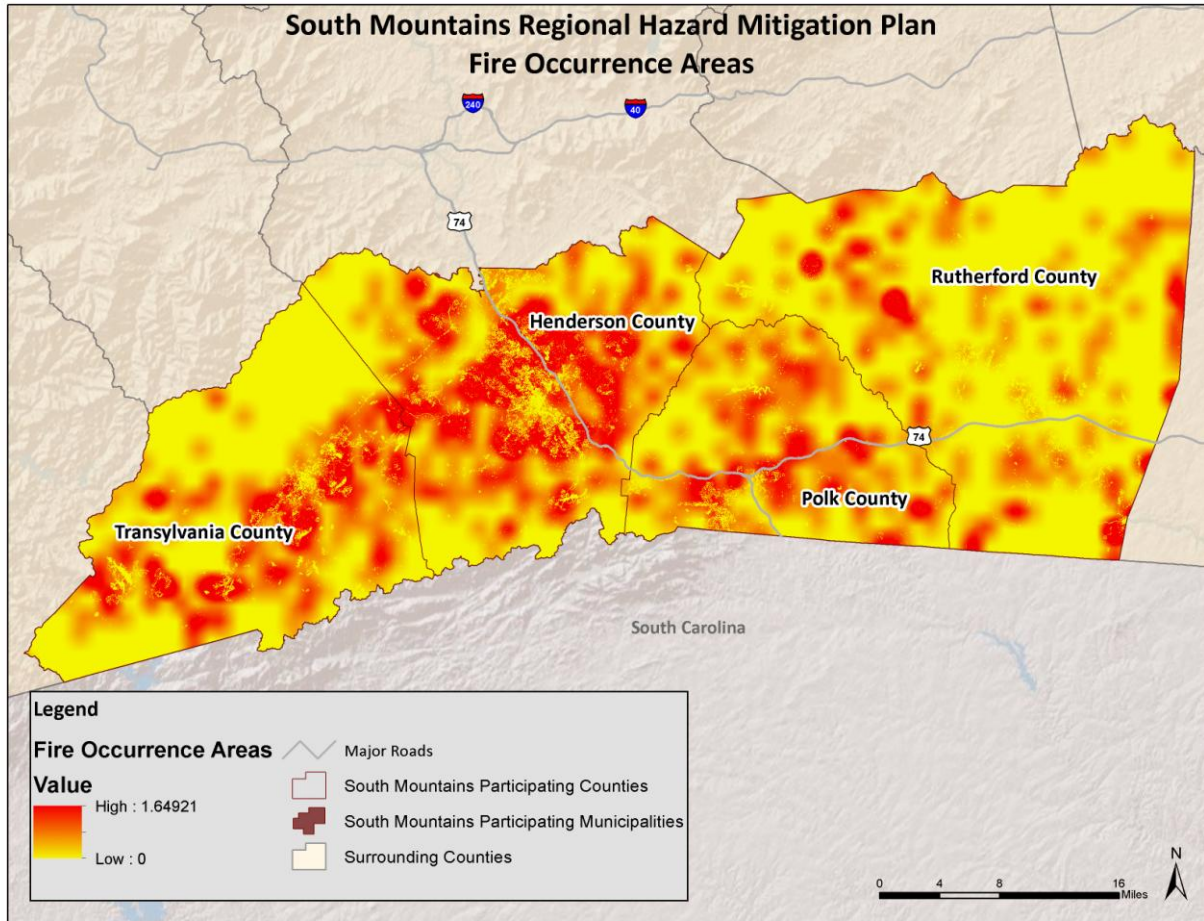 South Mountains Regional Hazard Mitigation Plan
Fire Occurrence Areas
240
40
74
Rutherford County
Henderson County
74
Polk County
Transylvania County
South Carolina
Legend
Fire Occurrence Areas
Value
High : 1.64921
Low : 0
Major Roads
South Mountains Participating Counties
South Mountains Participating Municipalities
Surrounding Counties
N
0 4 8 16
Miles